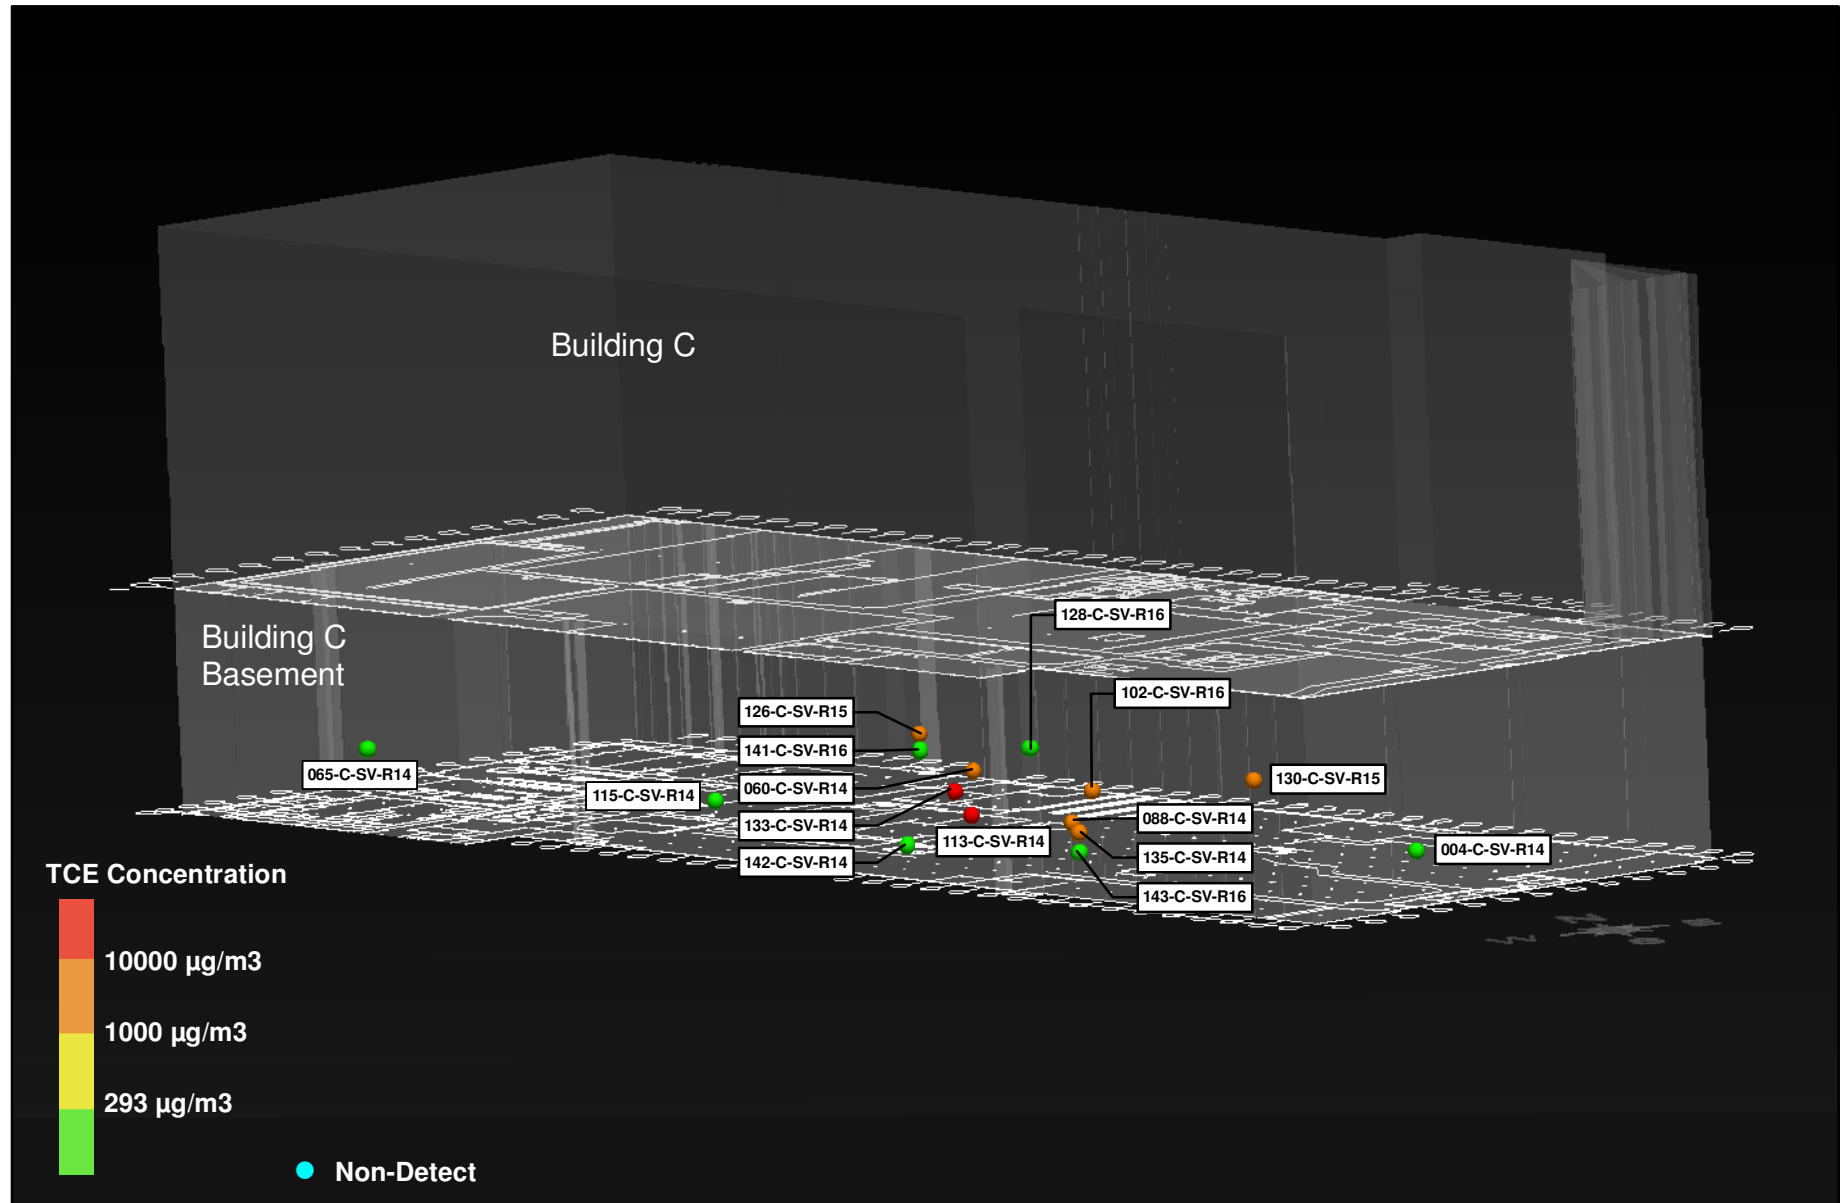 Building C
128-C-SV-R16
Building C
Basement
102-C-SV-R16
126-C-SV-R15
141-C-SV-R16
065-C-SV-R14
130-C-SV-R15
060-C-SV-R14
115-C-SV-R14
088-C-SV-R14
133-C-SV-R14
113-C-SV-R14
004-C-SV-R14
135-C-SV-R14
142-C-SV-R14
143-C-SV-R16
TCE Concentration
10000 µg/m3
1000 µg/m3
293 µg/m3
Non-Detect